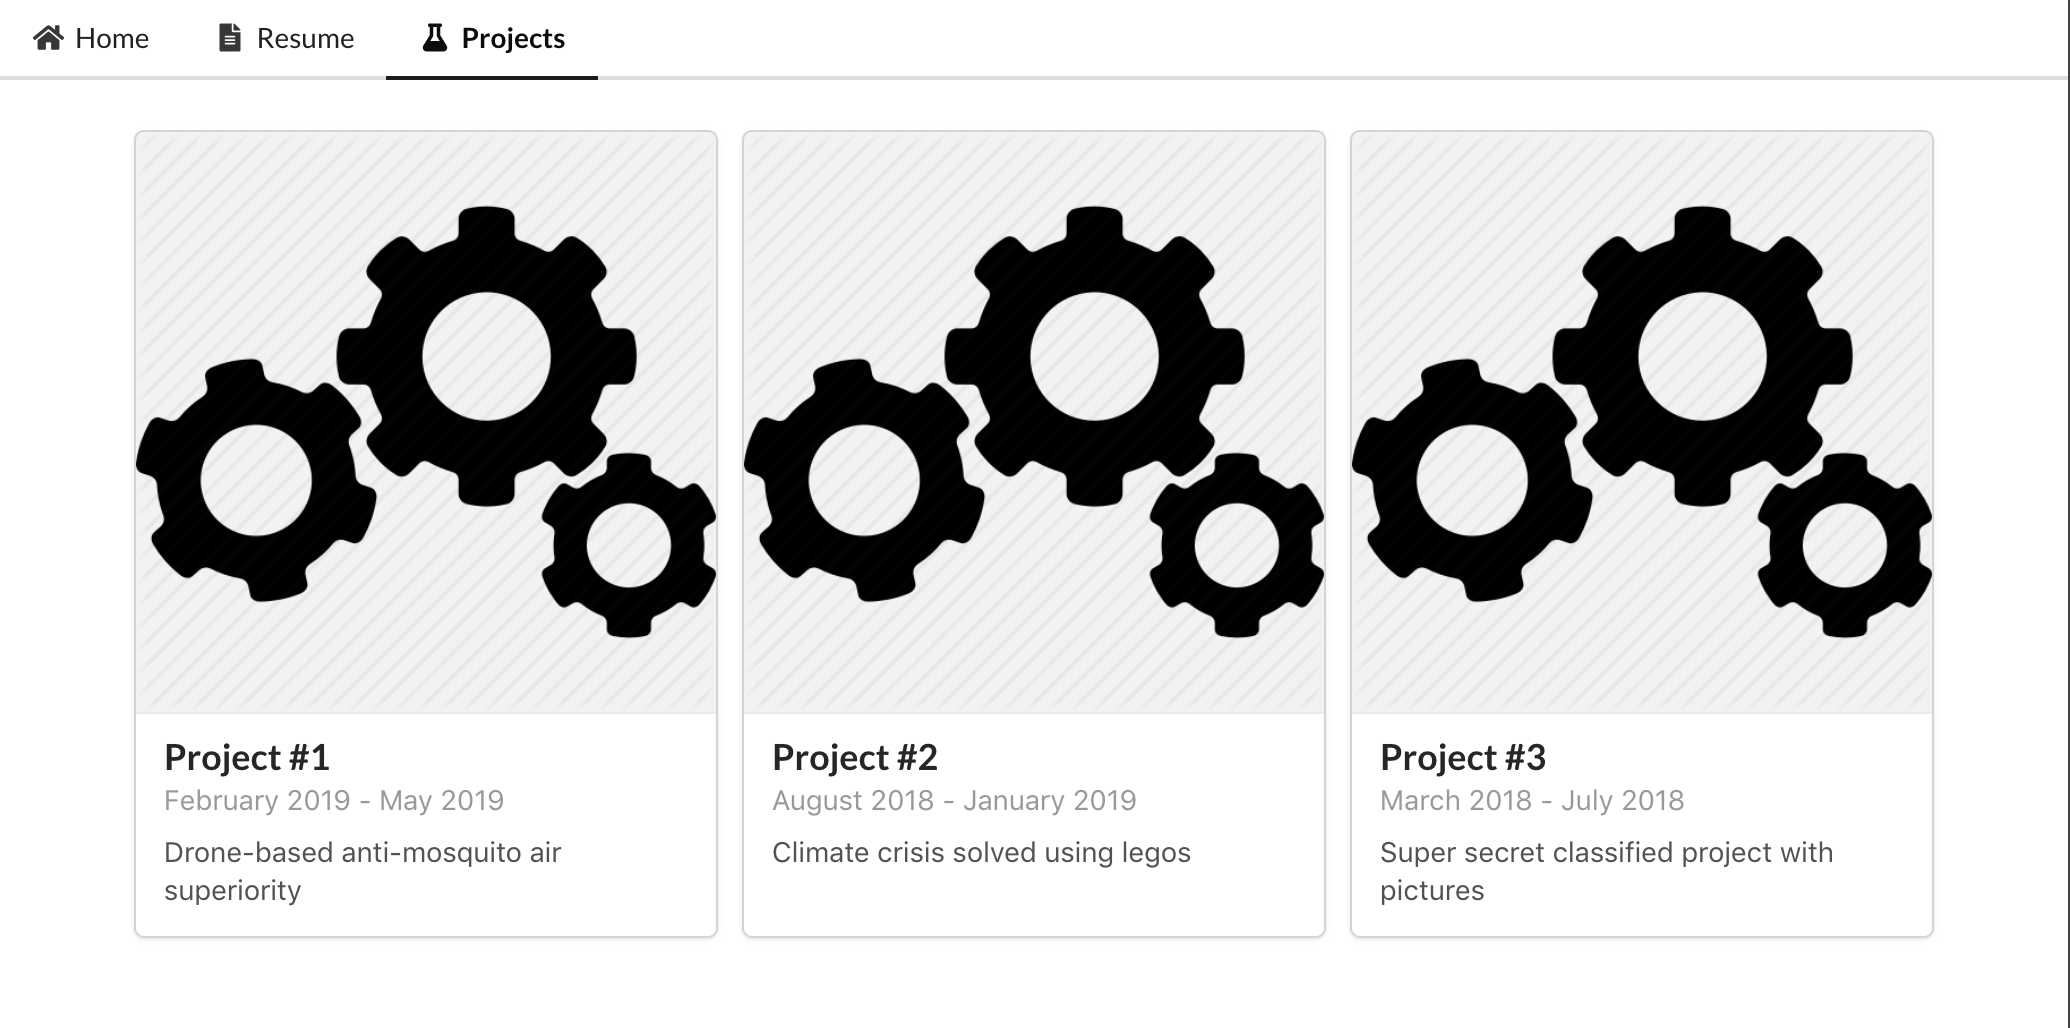 Home
Resume
Projects
Project #1
February 2019 - May 2019
Drone-based anti-mosquito air
superiority
Project #2
August 2018 - January 2019
Climate crisis solved using legos
Project #3
March 2018 - July 2018
Super secret classified project with
pictures